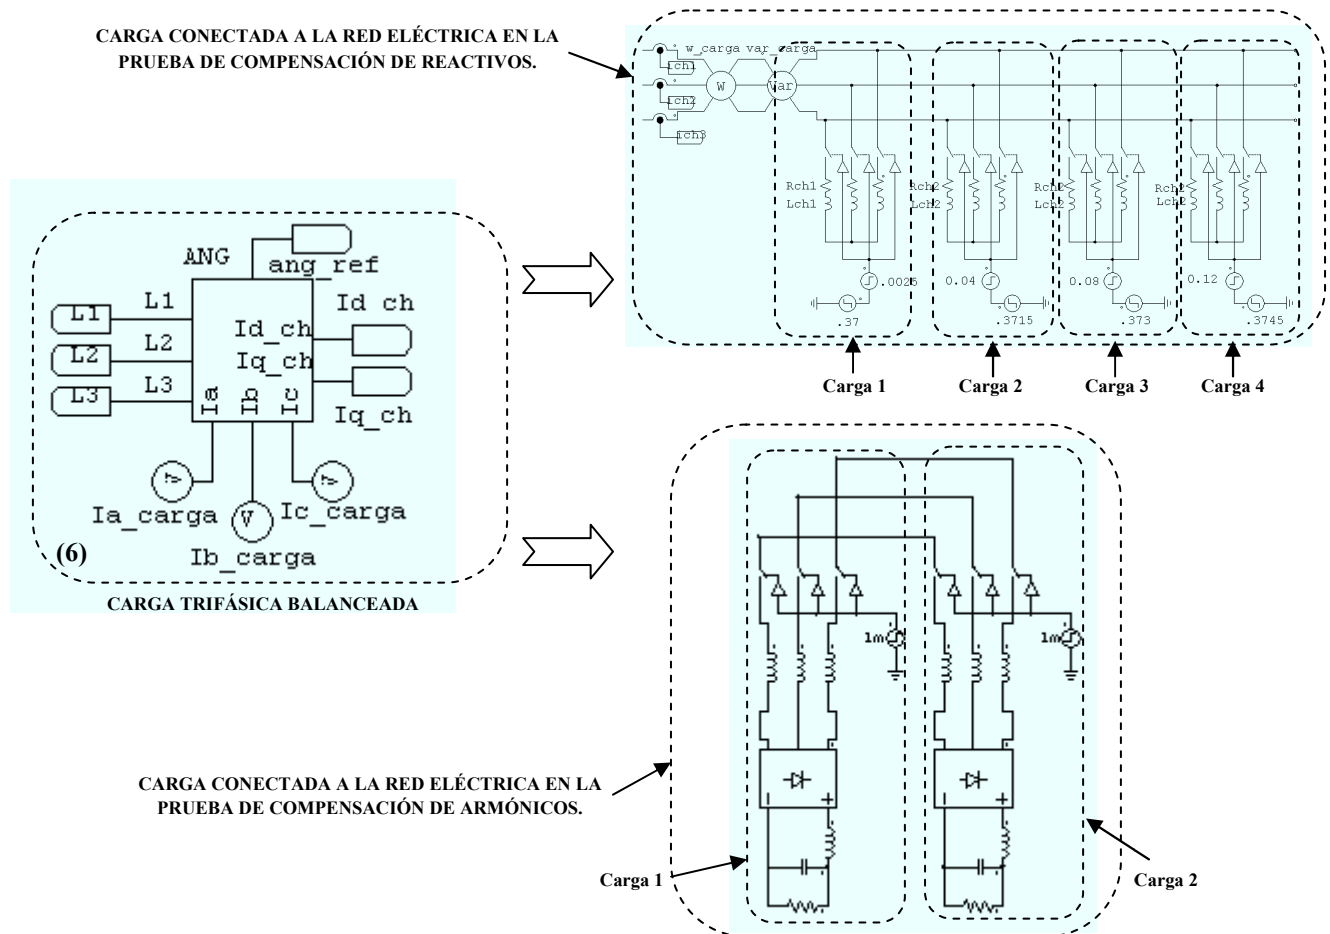 CARGA CONECTADA A LA RED ELÉCTRICA EN LA
PRUEBA DE COMPENSACIÓN DE REACTIVOS.
w_carga var_carga
ich1
W
Var
ich2
ich3
Rch1
Lch1
Rch2
Lch2
Rch2
Lch2
Rch2
Lch2
.0025
0.04
0.08
0.12
.37
.3715
.373
.3745
Carga 1
Carga 2
Carga 3
Carga 4
ANG
ang_ref
L1
L1
Id_ch
Id ch
L2
L2
Iq_ch
L3
L3
Iq_ch
Ia
Ib
Ic
V
V
Ia_carga
V
Ic_carga
Ib_carga
(6)
CARGA TRIFÁSICA BALANCEADA
1m
1m
CARGA CONECTADA A LA RED ELÉCTRICA EN LA
PRUEBA DE COMPENSACIÓN DE ARMÓNICOS.
Carga 1
Carga 2